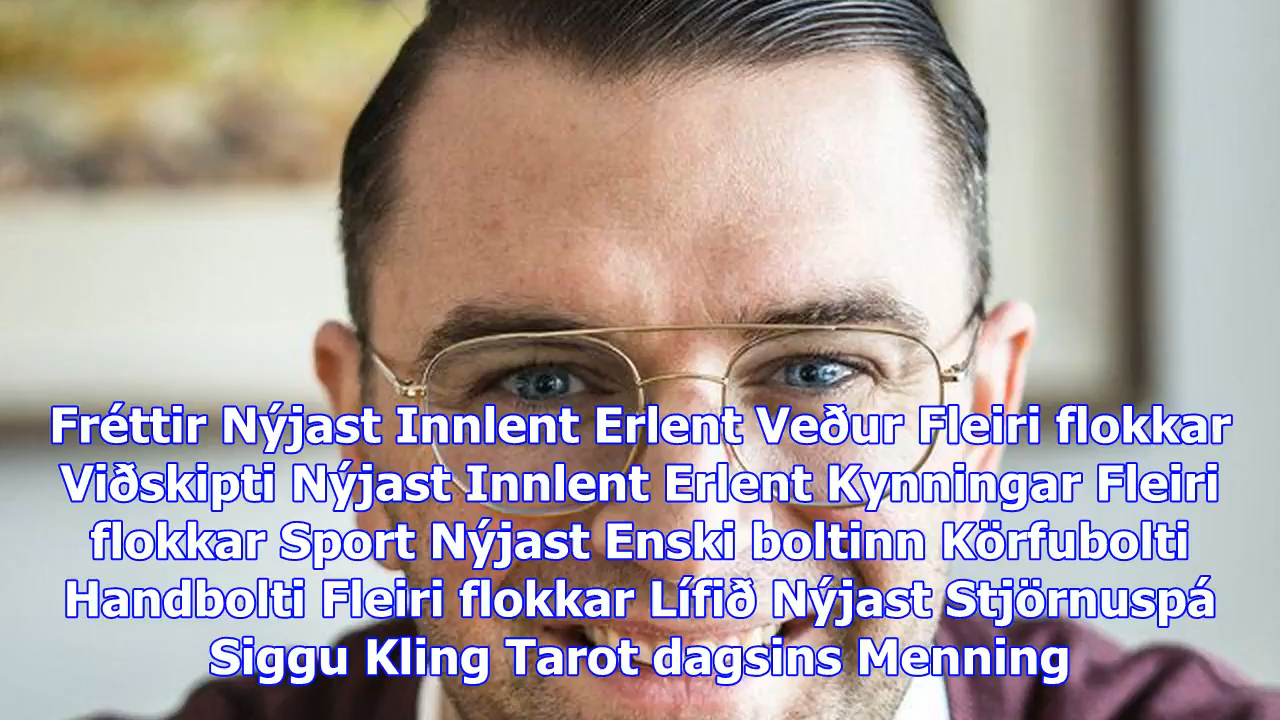 Fréttir Nýjast Innlent Erlent Veður Fleiri flokkar
Viðskipti Nýjast Innlent Erlent Kynningar Fleiri
flokkar Sport Nýjast Enski boltinn Körfubolti
Handbolti Fleiri flokkar Lífið Nýjast Stjörnuspá
Siggu Kling Tarot dagsins Menning